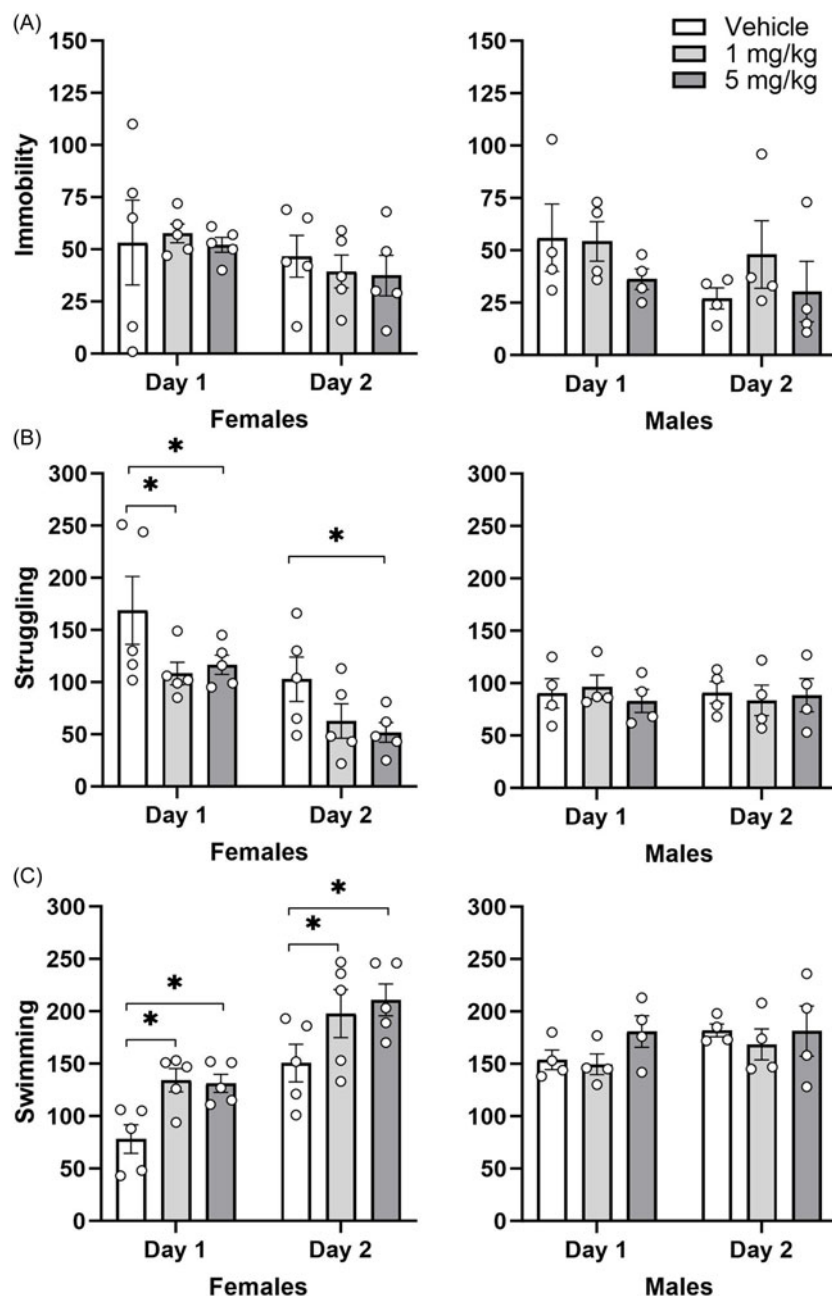 (A)
Vehicle
1 mg/kg
5 mg/kg
Immobility
150
125
100
75
50
25
0
Day 1
Day 2
Females
150
125
100
75
50
25
0
Day 1
Day 2
Males
(B)
Struggling
300
250
200
150
100
50
0
* *
*
Day 1
Day 2
Females
300
250
200
150
100
50
0
Day 1
Day 2
Males
(C)
Swimming
300
250
200
150
100
50
0
* *
* *
Day 1
Day 2
Females
300
250
200
150
100
50
0
Day 1
Day 2
Males